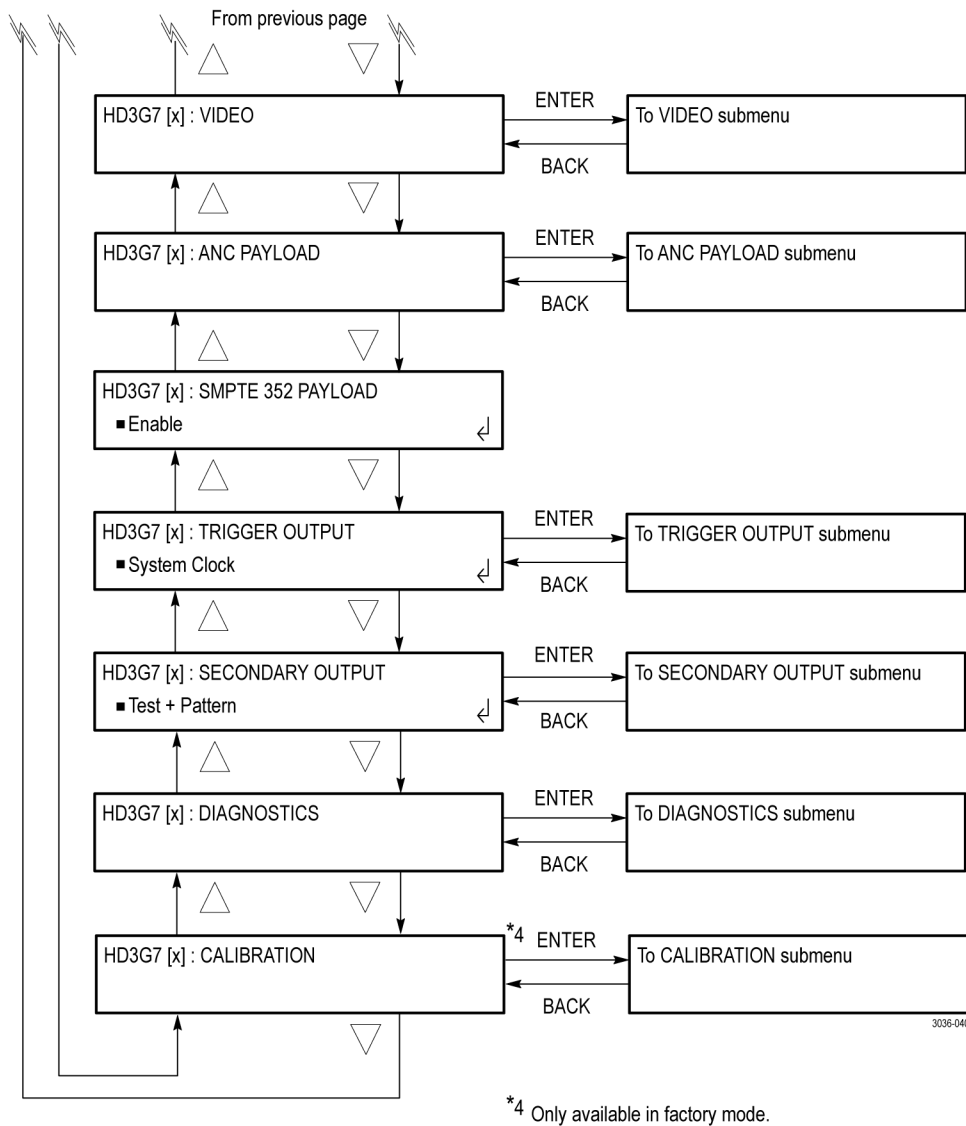 From previous page
HD3G7 [x] : VIDEO
ENTER
To VIDEO submenu
BACK
HD3G7 [x] : ANC PAYLOAD
ENTER
To ANC PAYLOAD submenu
BACK
HD3G7 [x] : SMPTE 352 PAYLOAD
■ Enable
HD3G7 [x] : TRIGGER OUTPUT
■ System Clock
ENTER
To TRIGGER OUTPUT submenu
BACK
HD3G7 [x] : SECONDARY OUTPUT
■ Test + Pattern
ENTER
To SECONDARY OUTPUT submenu
BACK
HD3G7 [x] : DIAGNOSTICS
ENTER
To DIAGNOSTICS submenu
BACK
HD3G7 [x] : CALIBRATION
*4 ENTER
To CALIBRATION submenu
BACK
*4 Only available in factory mode.